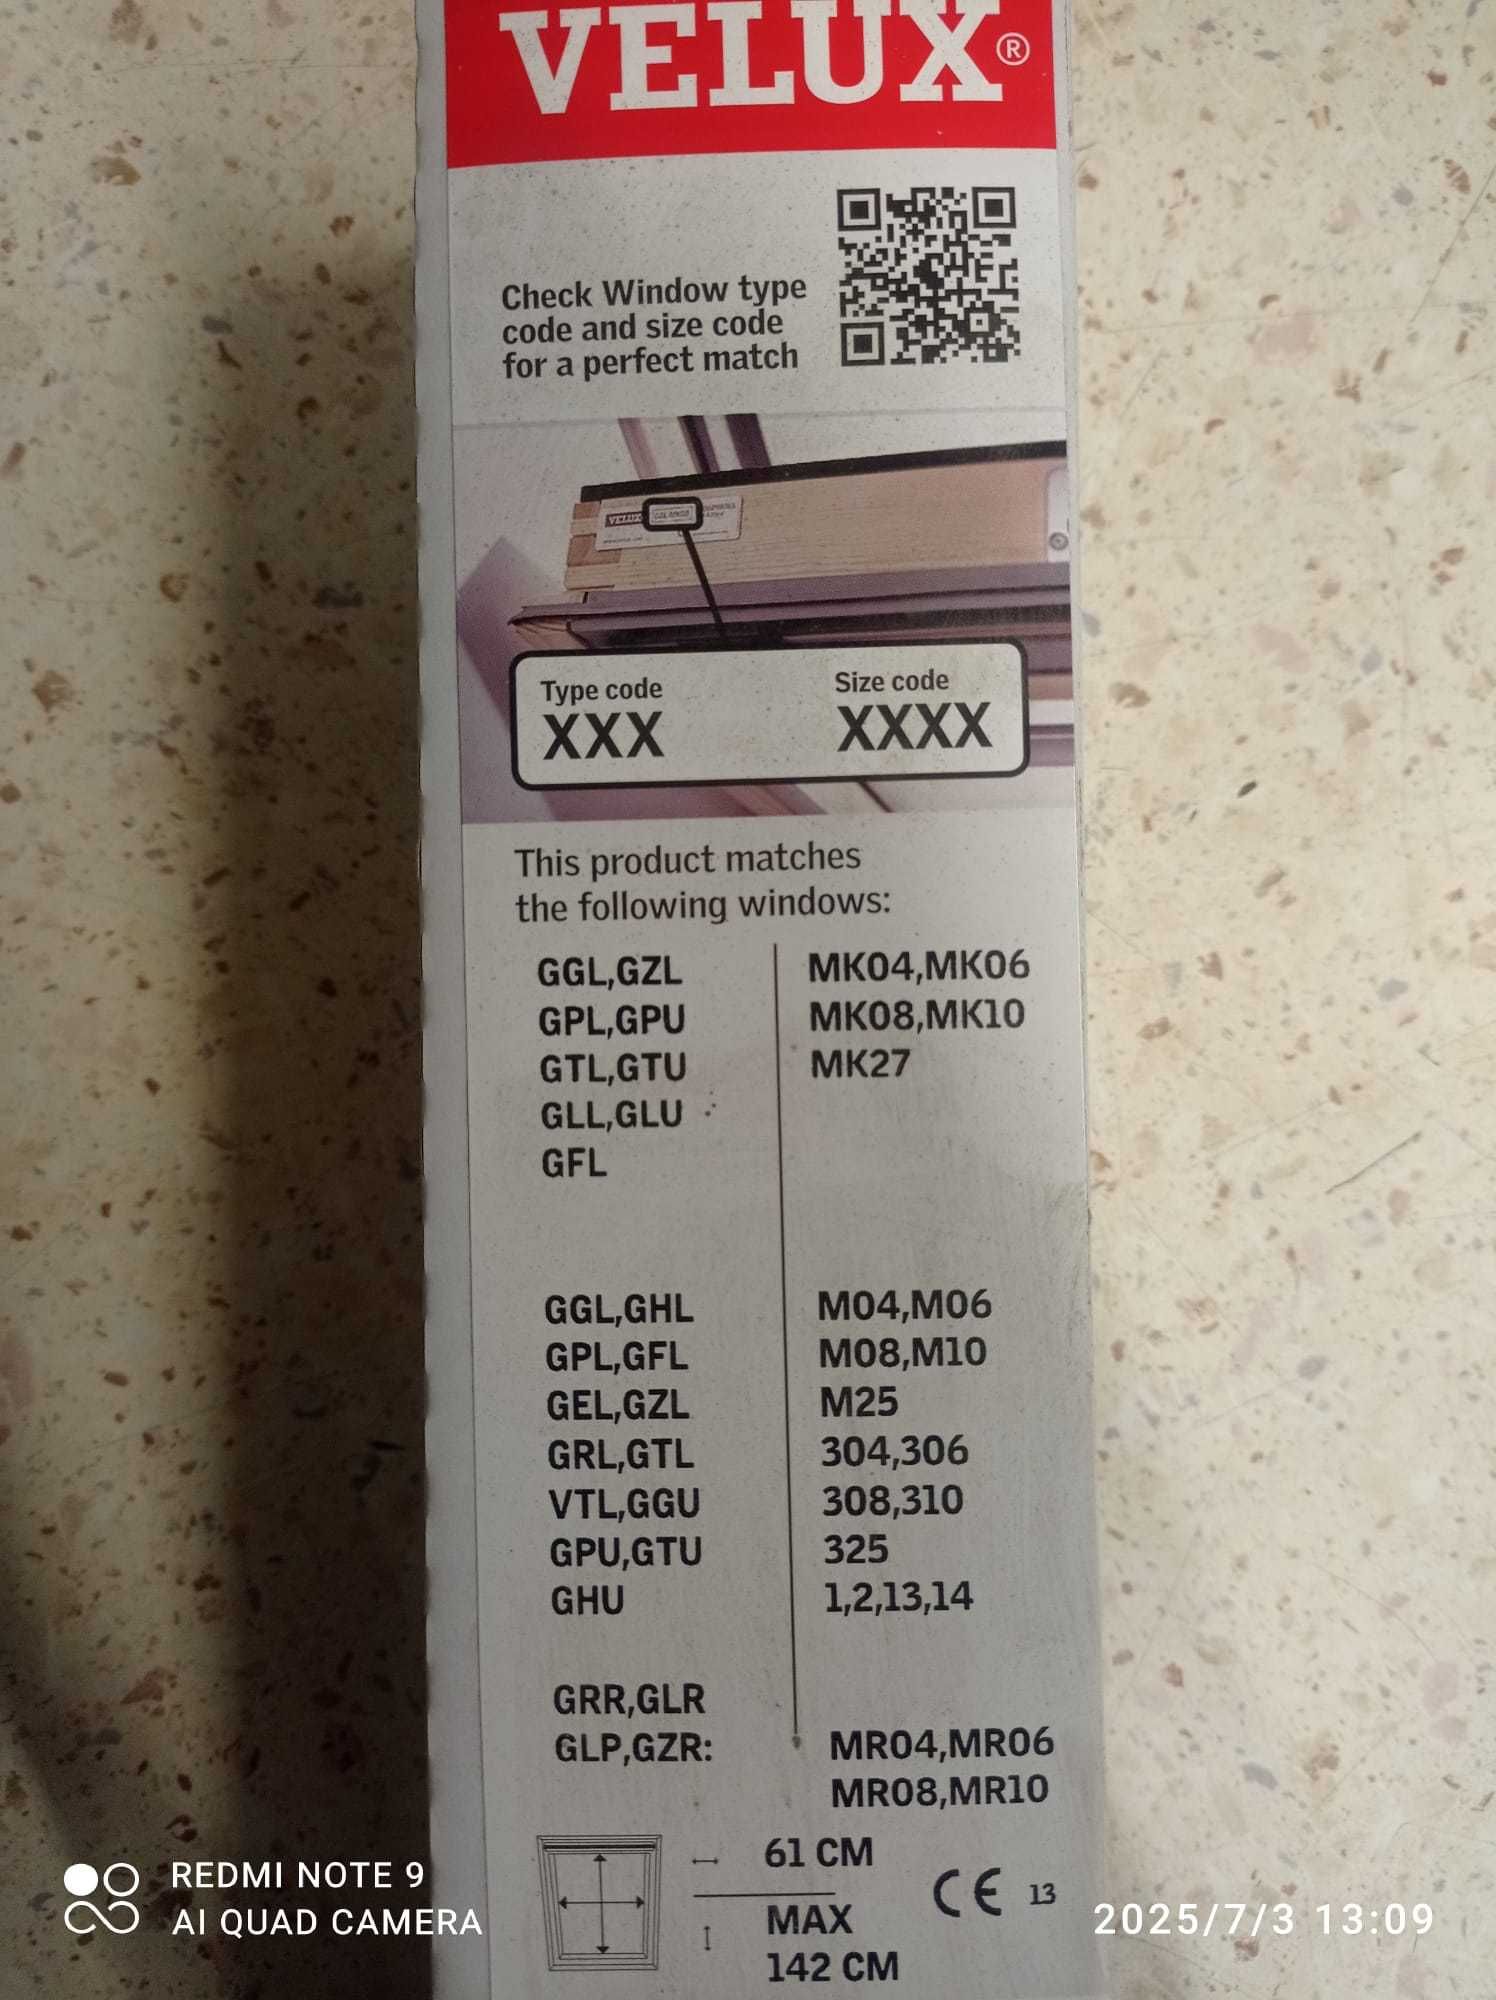 VELUX®
Check Window type
code and size code
for a perfect match
VELUX
Type code
Size code
XXX
XXXX
This product matches
the following windows:
GGL,GZL
MK04,MK06
GPL,GPU
MK08,MK10
GTL,GTU
MK27
GLL,GLU
GFL
GGL,GHL
M04,M06
GPL,GFL
M08,M10
GEL,GZL
M25
GRL,GTL
304,306
VTL,GGU
308,310
GPU,GTU
325
GHU
1,2,13,14
GRR,GLR
GLP,GZR:
MR04,MR06
MR08,MR10
61 CM
MAX
142 CM
CE 13
REDMI NOTE 9
AI QUAD CAMERA
2025/7/3 13:09